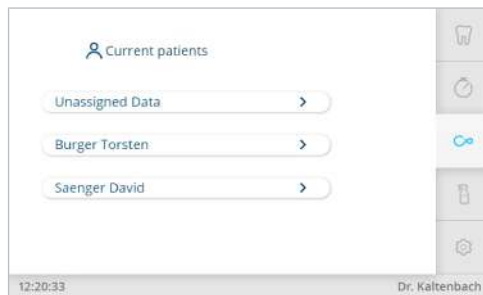 Current patients
Unassigned Data
Burger Torsten
Saenger David
12:20:33 Dr. Kaltenbach